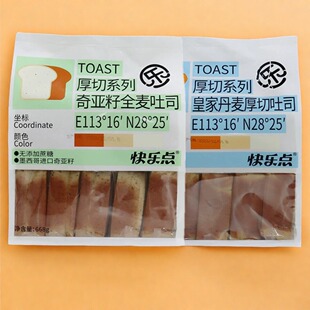 TOAST
厚切系列
奇亚籽全麦吐司
坐标
Coordinate
E113°16′ N28°25′
颜色
Color
●无添加蔗糖
●墨西哥进口奇亚籽
快乐点®
净含量:668g
TOAST
厚切系列
皇家丹麦厚切吐司
E113°16′ N28°25′
快乐点®